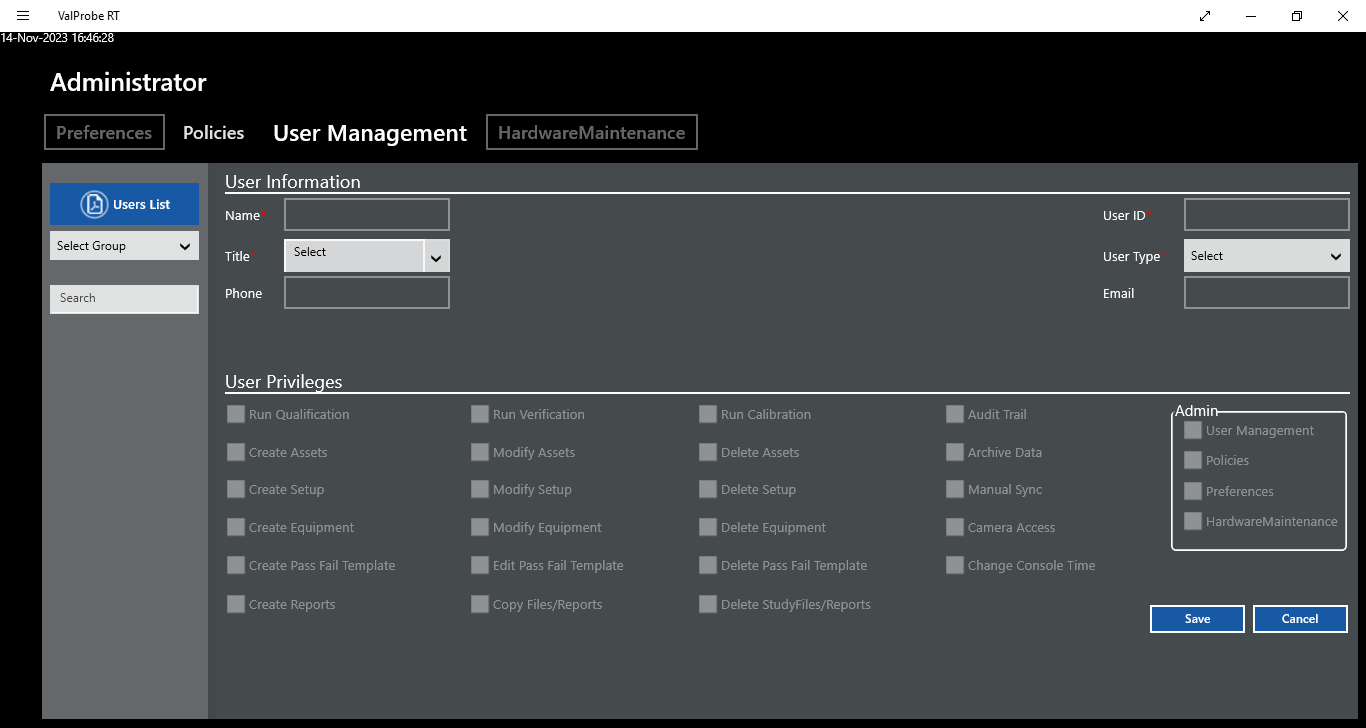 ValProbe RT
14-Nov-2023 16:46:28
Administrator
Preferences Policies User Management HardwareMaintenance
Users List
Select Group
Search
User Information
Name* User ID*
Title* Select User Type* Select
Phone Email
User Privileges
Run Qualification Run Verification Run Calibration Audit Trail
Create Assets Modify Assets Delete Assets Archive Data
Create Setup Modify Setup Delete Setup Manual Sync
Create Equipment Modify Equipment Delete Equipment Camera Access
Create Pass Fail Template Edit Pass Fail Template Delete Pass Fail Template Change Console Time
Create Reports Copy Files/Reports Delete StudyFiles/Reports
Admin
User Management
Policies
Preferences
HardwareMaintenance
Save Cancel